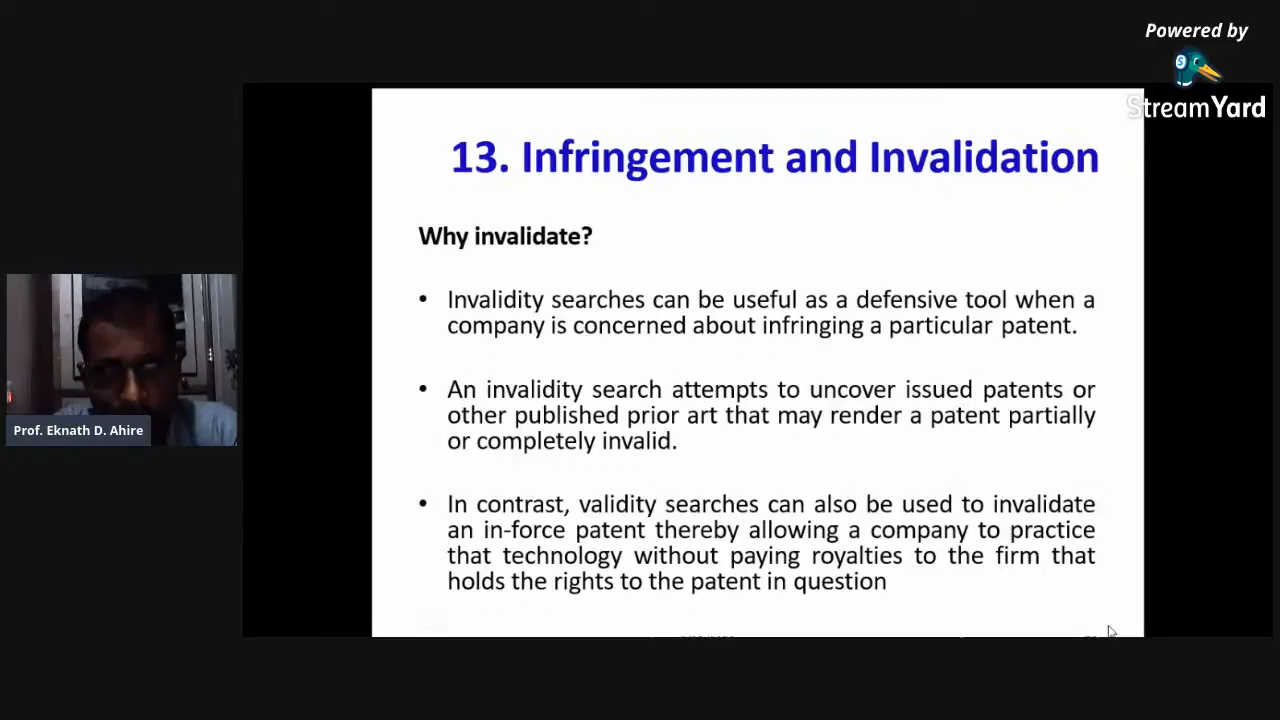 Powered by
StreamYard
13. Infringement and Invalidation
Why invalidate?
• Invalidity searches can be useful as a defensive tool when a
company is concerned about infringing a particular patent.
• An invalidity search attempts to uncover issued patents or
other published prior art that may render a patent partially
or completely invalid.
• In contrast, validity searches can also be used to invalidate
an in-force patent thereby allowing a company to practice
that technology without paying royalties to the firm that
holds the rights to the patent in question
Prof. Eknath D. Ahire